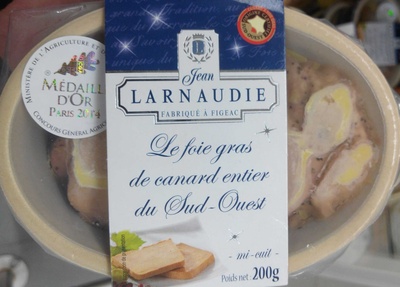 MINISTÈRE DE L'AGRICULTURE ET
MÉDAILLE
D'OR
PARIS 2014
CONCOURS GÉNÉRAL AGRICOLE
L
Jean
LARNAUDIE
FABRIQUÉ À FIGEAC
Le foie gras
de canard entier
du Sud-Ouest
- mi-cuit -
Poids net : 200g